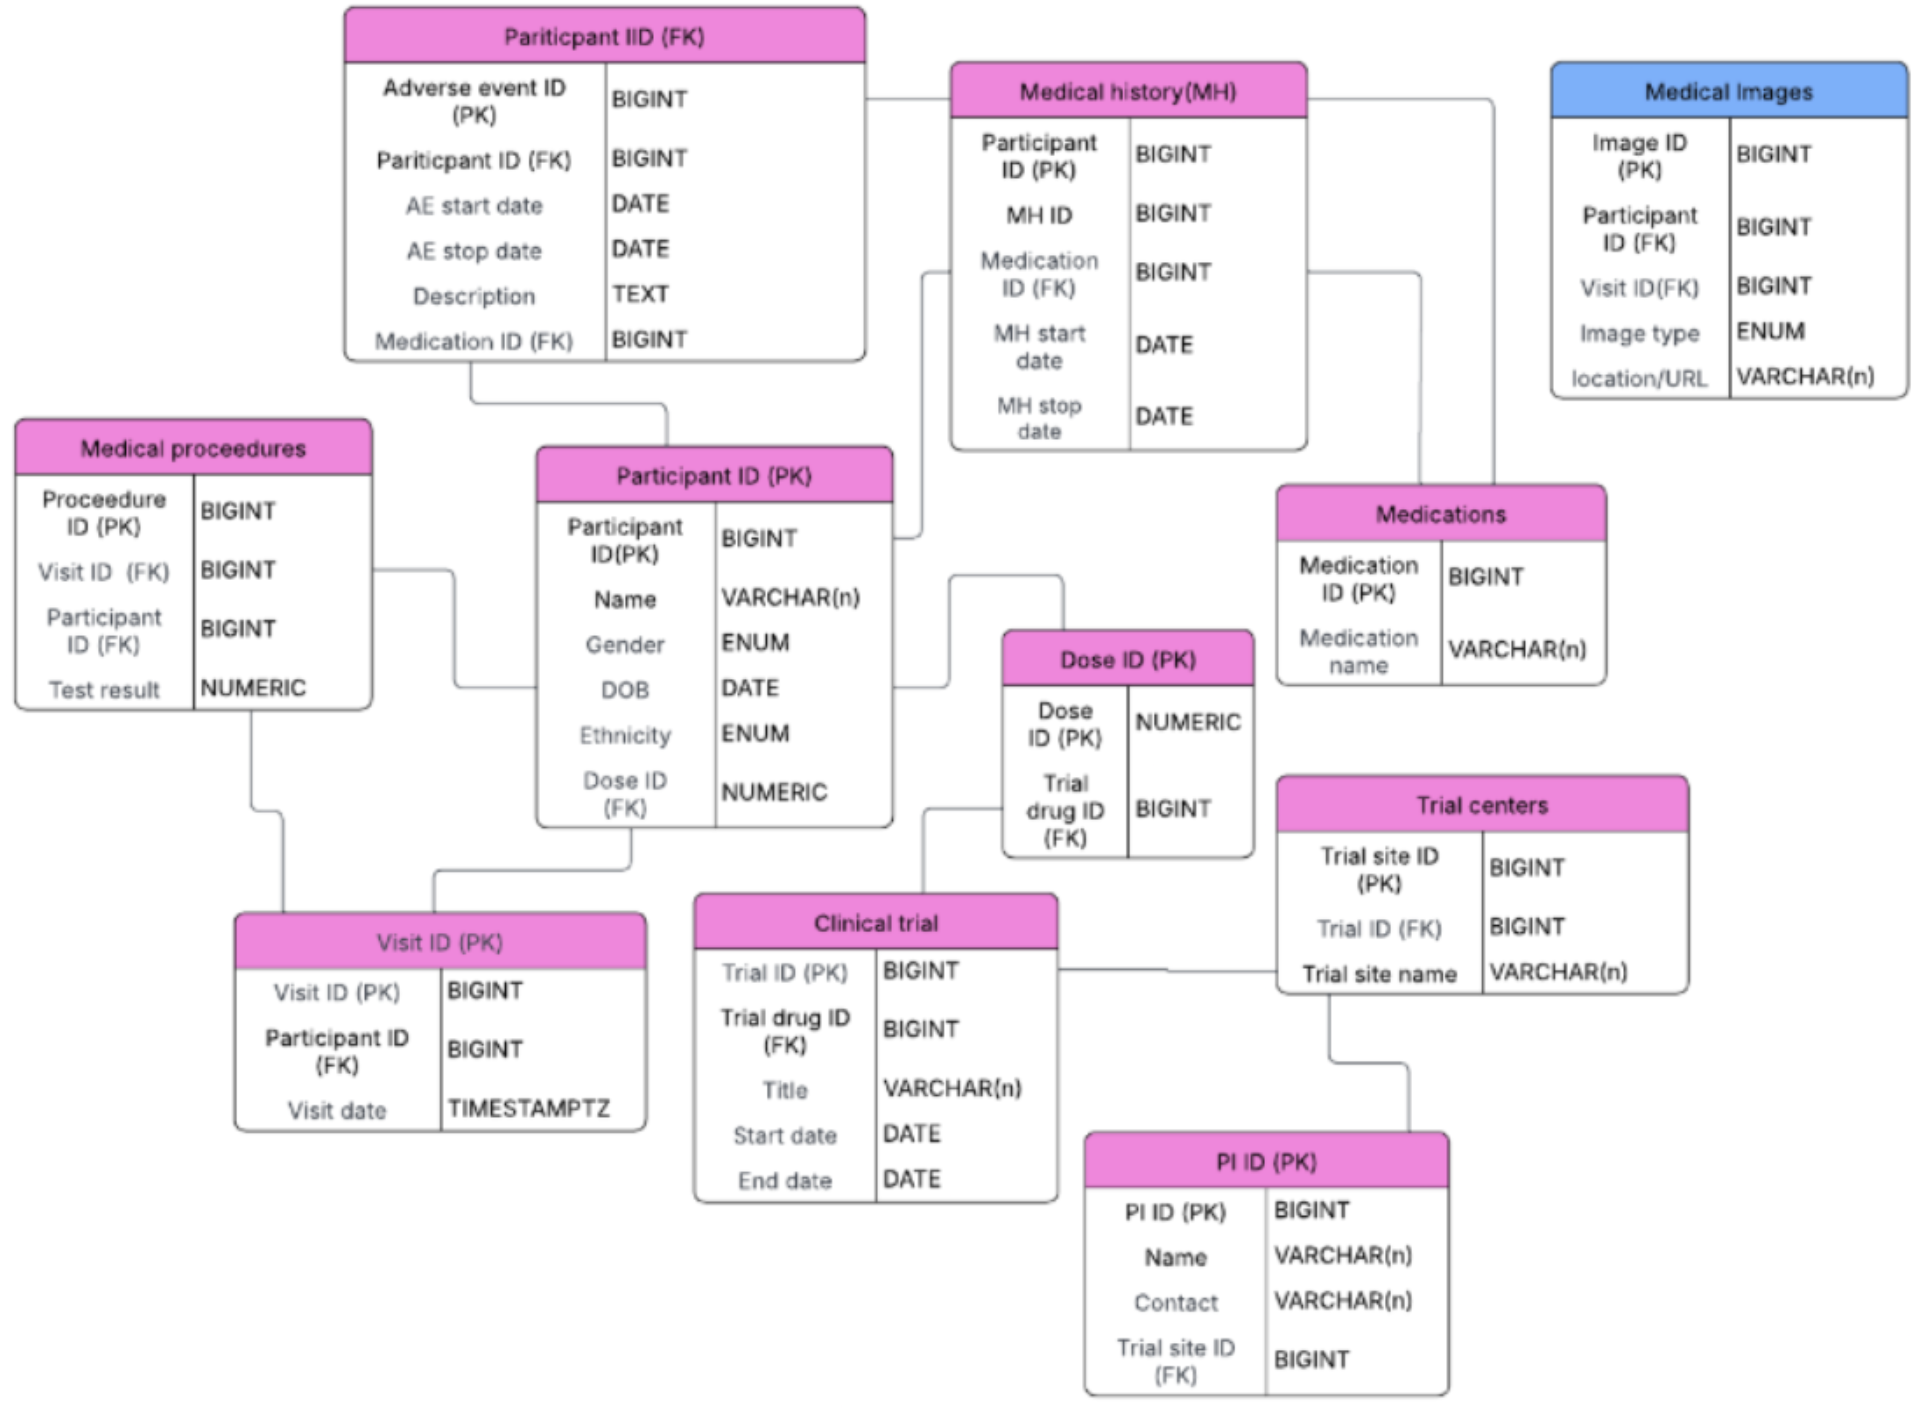 Pariticpant IID (FK)
Adverse event ID
(PK)
BIGINT
Pariticpant ID (FK)
BIGINT
AE start date
DATE
AE stop date
DATE
Description
TEXT
Medication ID (FK)
BIGINT
Medical history(MH)
Participant
ID (PK)
BIGINT
MH ID
BIGINT
Medication
ID (FK)
BIGINT
MH start
date
DATE
MH stop
date
DATE
Medical Images
Image ID
(PK)
BIGINT
Participant
ID (FK)
BIGINT
Visit ID(FK)
BIGINT
Image type
ENUM
location/URL
VARCHAR(n)
Medical proceedures
Proceedure
ID (PK)
BIGINT
Visit ID (FK)
BIGINT
Participant
ID (FK)
BIGINT
Test result
NUMERIC
Participant ID (PK)
Participant
ID(PK)
BIGINT
Name
VARCHAR(n)
Gender
ENUM
DOB
DATE
Ethnicity
ENUM
Dose ID
(FK)
NUMERIC
Medications
Medication
ID (PK)
BIGINT
Medication
name
VARCHAR(n)
Dose ID (PK)
Dose
ID (PK)
NUMERIC
Trial
drug ID
(FK)
BIGINT
Trial centers
Trial site ID
(PK)
BIGINT
Trial ID (FK)
BIGINT
Trial site name
VARCHAR(n)
Visit ID (PK)
Visit ID (PK)
BIGINT
Participant ID
(FK)
BIGINT
Visit date
TIMESTAMPTZ
Clinical trial
Trial ID (PK)
BIGINT
Trial drug ID
(FK)
BIGINT
Title
VARCHAR(n)
Start date
DATE
End date
DATE
PI ID (PK)
PI ID (PK)
BIGINT
Name
VARCHAR(n)
Contact
VARCHAR(n)
Trial site ID
(FK)
BIGINT